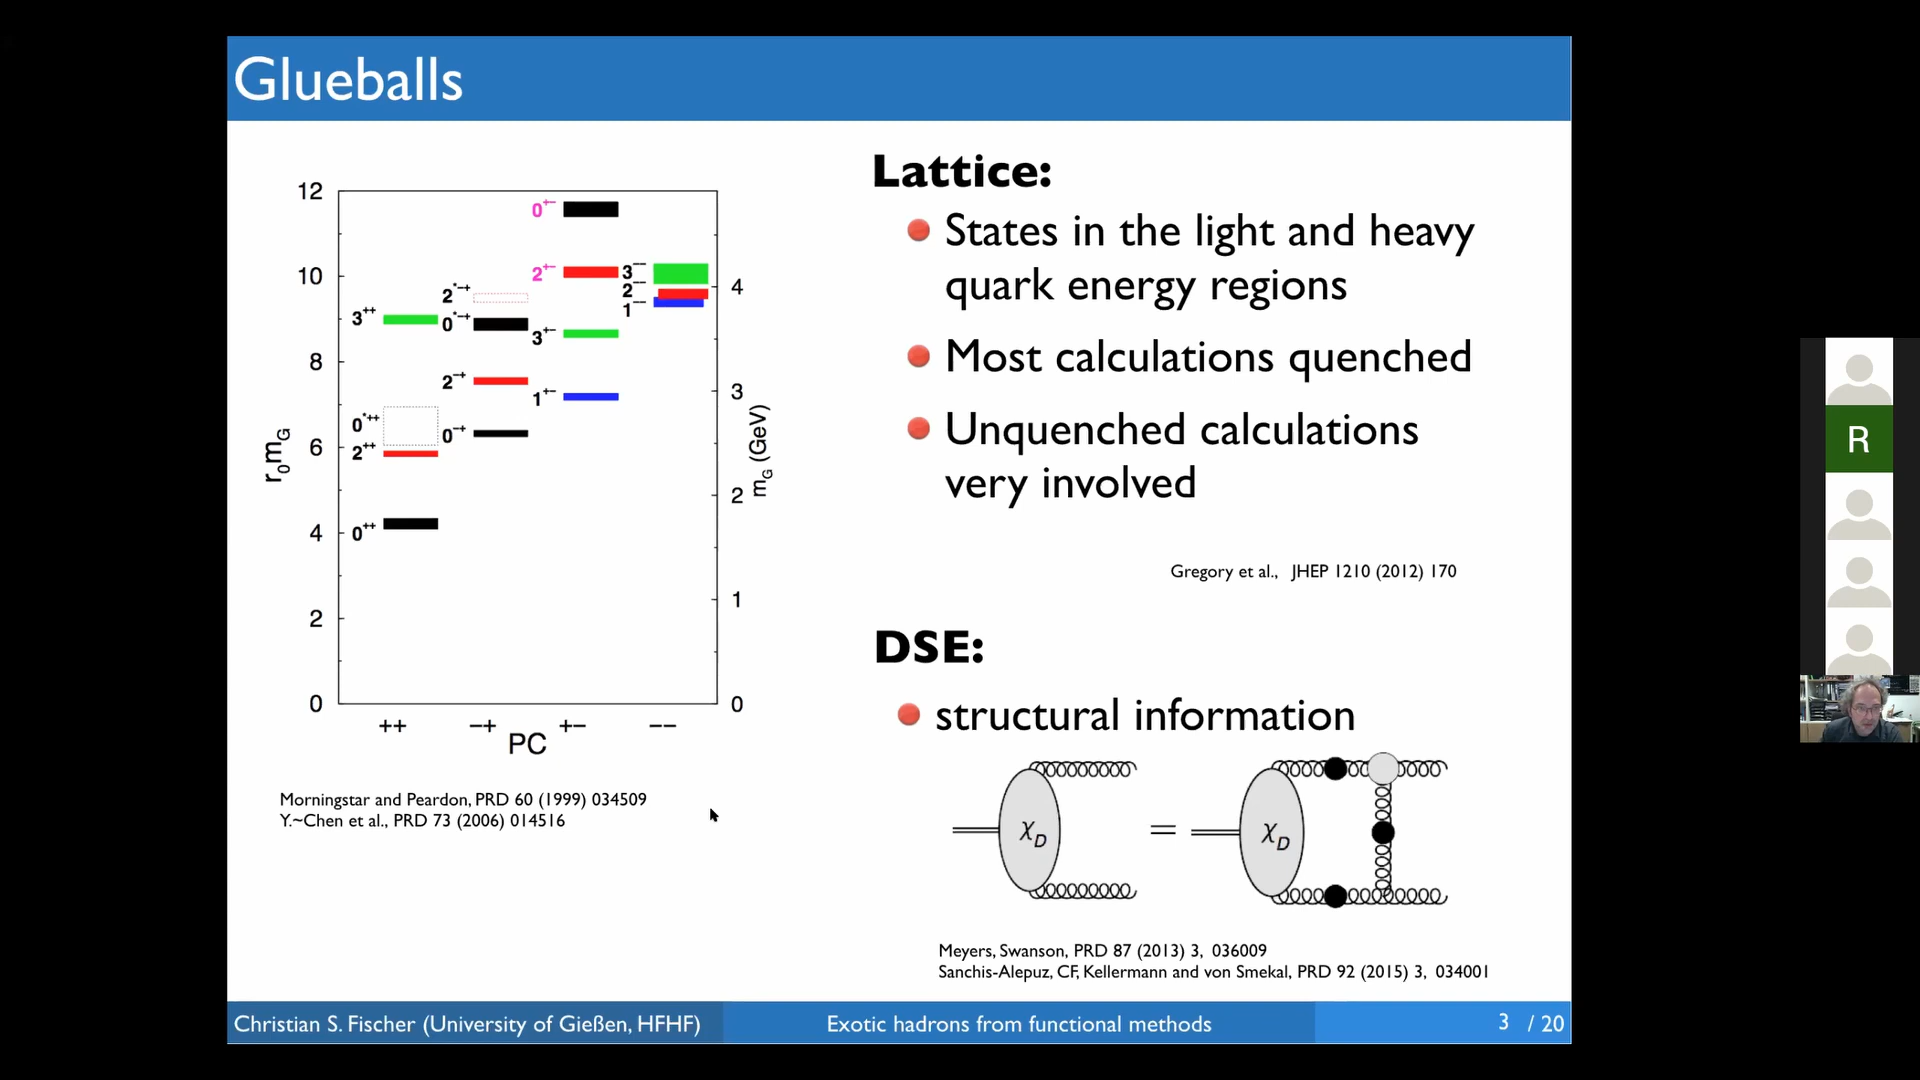 Glueballs
12
10
8
6
4
2
0
r₀m_G
0⁺⁻
2⁺⁻
3⁻⁻
2⁻⁻
1⁻⁻
2*⁻⁺
3⁺⁺
0*⁻⁺
3⁺⁻
2⁻⁺
1⁺⁻
0*⁺⁺
0⁻⁺
2⁺⁺
0⁺⁺
4
3
2
1
0
m_G (GeV)
++ −+ +− −−
PC
Morningstar and Peardon, PRD 60 (1999) 034509
Y.~Chen et al., PRD 73 (2006) 014516
Lattice:
States in the light and heavy
quark energy regions
Most calculations quenched
Unquenched calculations
very involved
Gregory et al., JHEP 1210 (2012) 170
DSE:
structural information
χ_D = χ_D
Meyers, Swanson, PRD 87 (2013) 3, 036009
Sanchis-Alepuz, CF, Kellermann and von Smekal, PRD 92 (2015) 3, 034001
Christian S. Fischer (University of Gießen, HFHF)
Exotic hadrons from functional methods
3 / 20
R